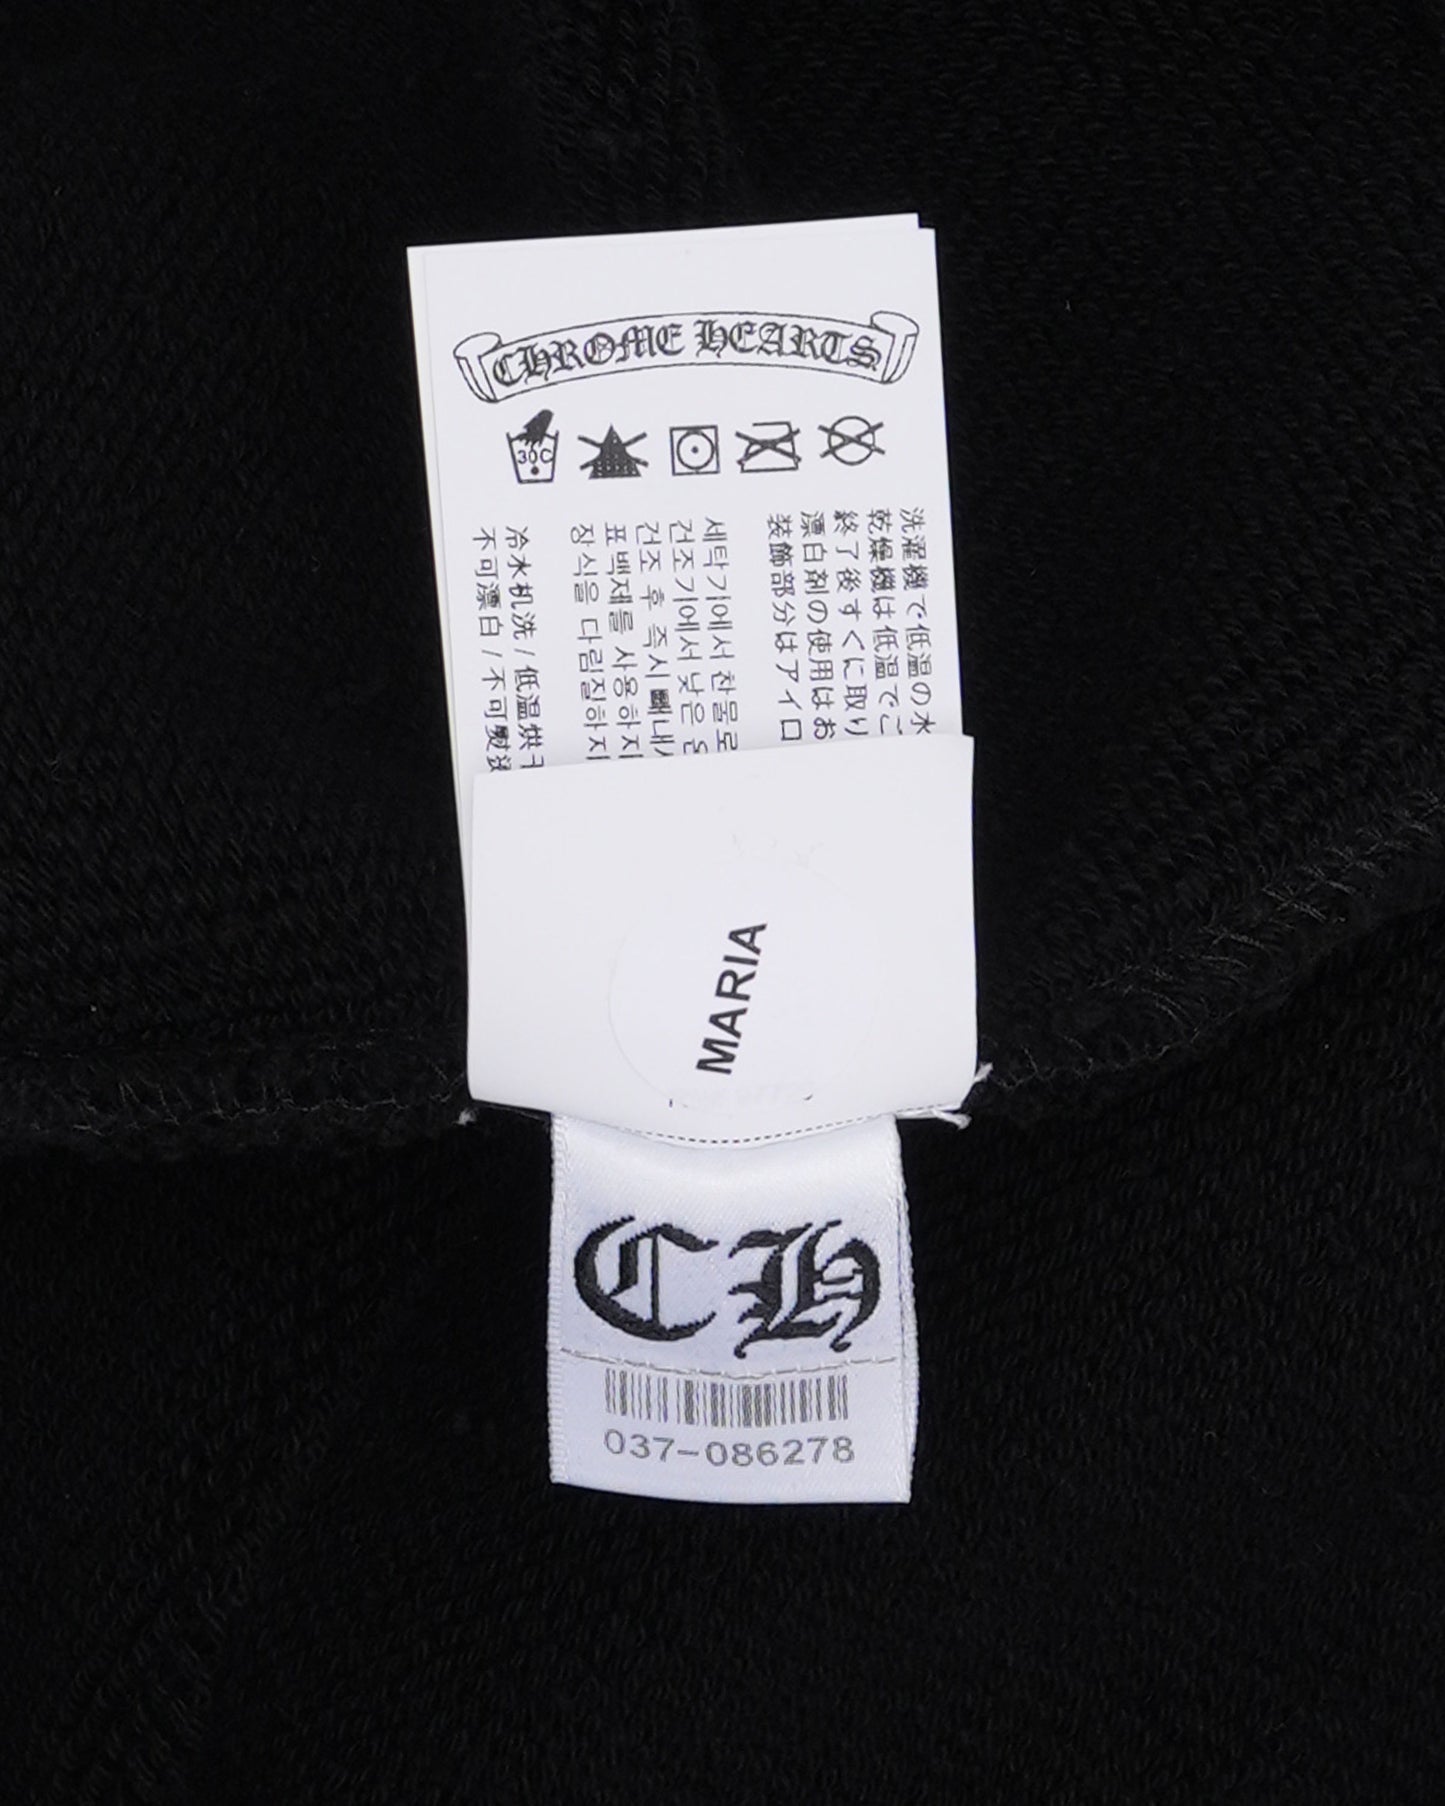 CHROME HEARTS
30C
洗濯機で低温の水
乾燥機は低温でご
終了後すぐに取り
漂白剤の使用はお
装飾部分はアイロ
세탁기에서 찬물로
건조기에서 낮은
건조 후 즉시 빼내
표백제를 사용하지
장식을 다림질하지
冷水机洗 / 低温烘
不可漂白 / 不可熨烫
MARIA
CH
037-086278